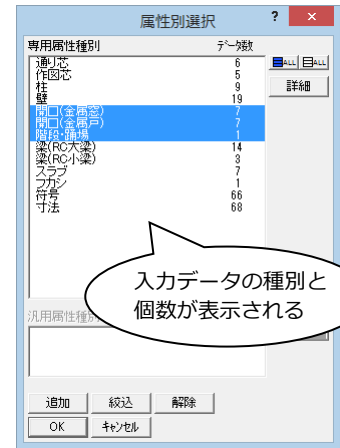 属性別選択 ? ×
専用属性種別 データ数
通り芯 6
作図芯 5
柱 9
壁 19
開口(金属窓) 7
開口(金属戸) 7
階段・踊場 1
梁(RC大梁) 14
梁(RC小梁) 3
スラブ 7
フカシ 1
符号 66
寸法 68
ALL ALL
詳細
入力データの種別と
個数が表示される
汎用属性種別
追加 絞込 解除
OK キャンセル